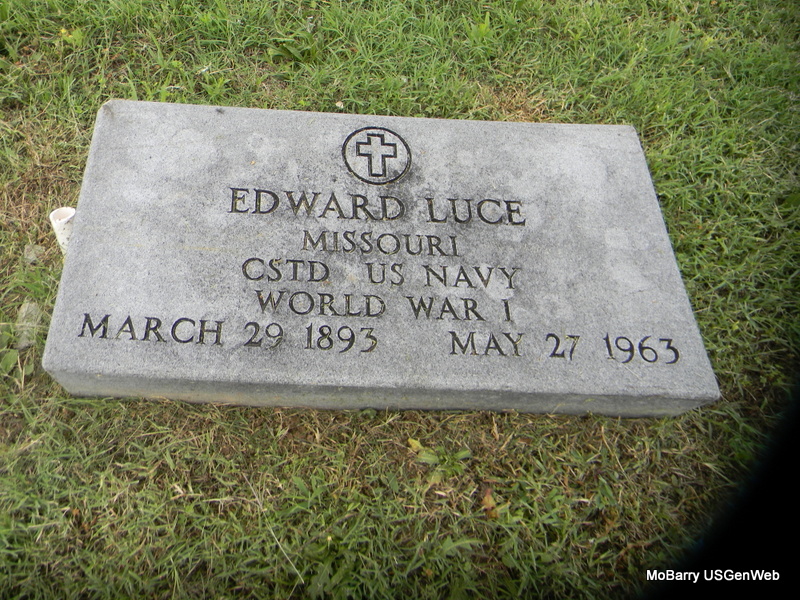 EDWARD LUCE
MISSOURI
CSTD US NAVY
WORLD WAR I
MARCH 29 1893 MAY 27 1963
MoBarry USGenWeb